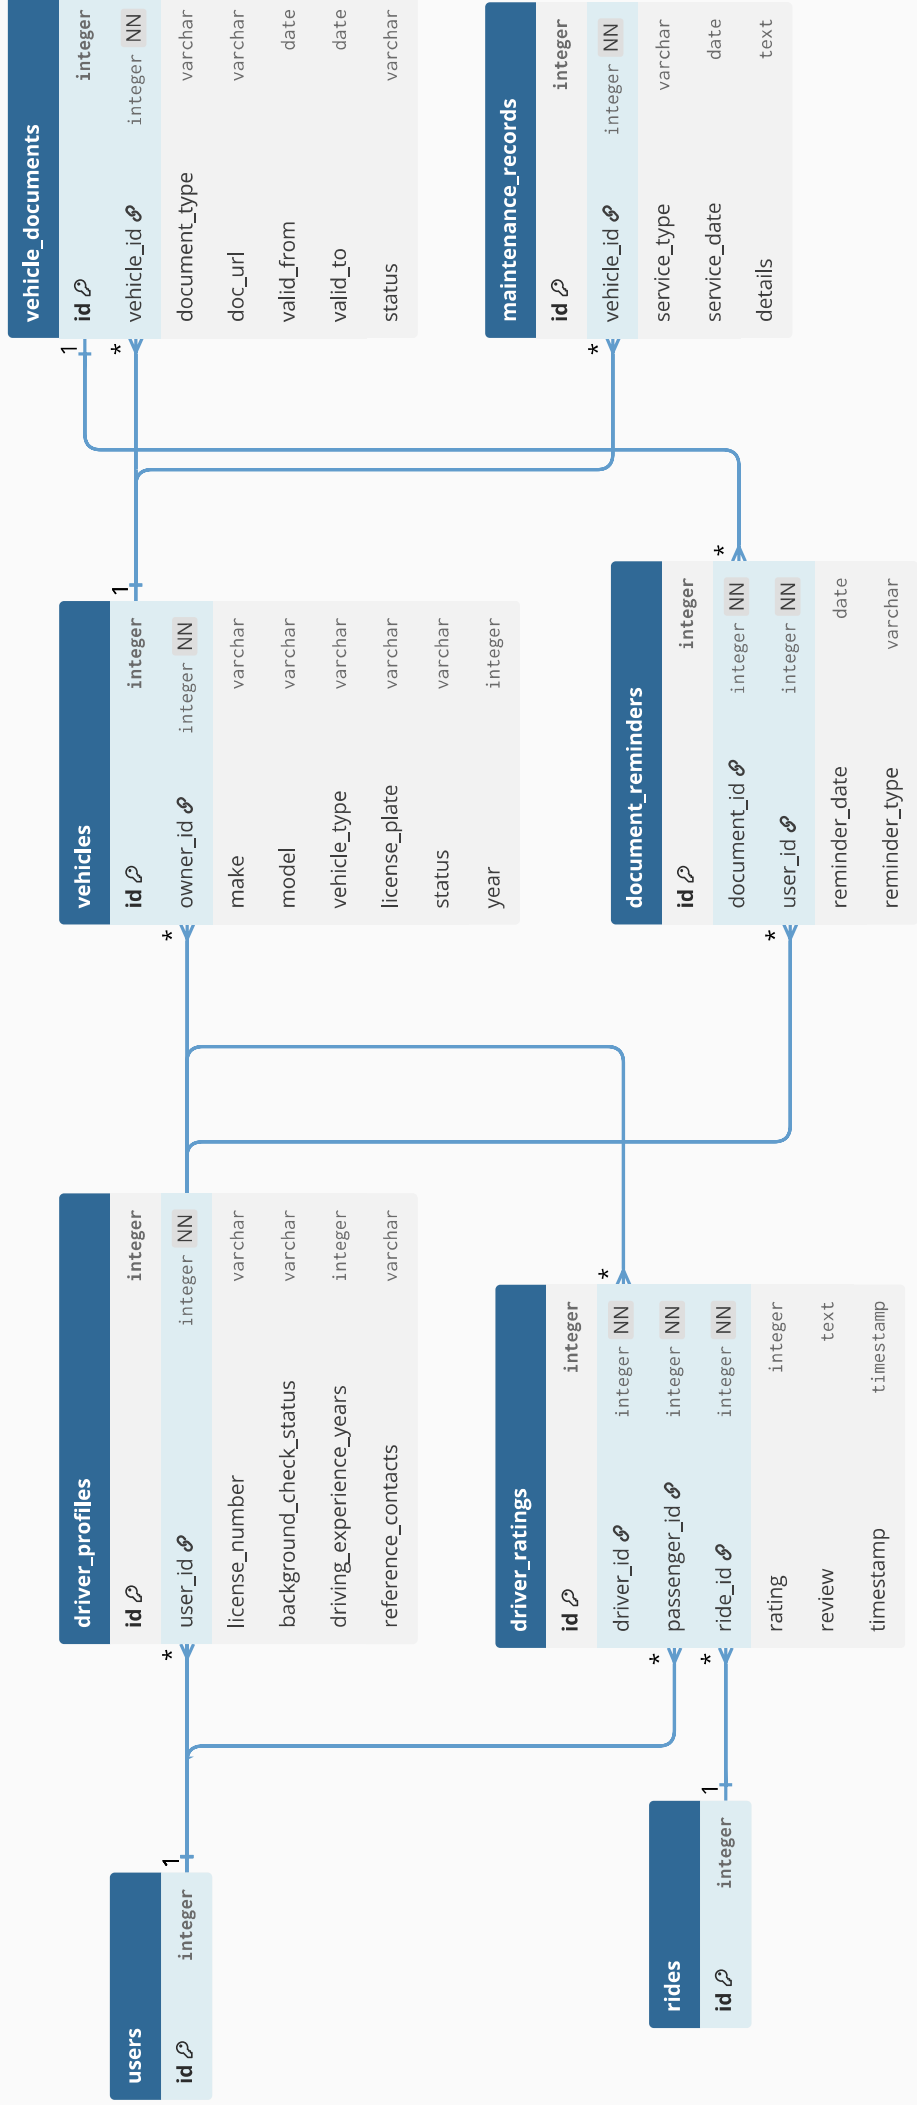 users
id integer
1
*
driver_profiles
id integer
user_id integer NN
license_number varchar
background_check_status varchar
driving_experience_years integer
reference_contacts varchar
*
vehicles
id integer
owner_id integer NN
make varchar
model varchar
vehicle_type varchar
license_plate varchar
status varchar
year integer
1
1
*
vehicle_documents
id integer
vehicle_id integer NN
document_type varchar
doc_url varchar
valid_from date
valid_to date
status varchar
rides
id integer
1
*
*
driver_ratings
id integer
driver_id integer NN
passenger_id integer NN
ride_id integer NN
rating integer
review text
timestamp timestamp
*
*
document_reminders
id integer
document_id integer NN
user_id integer NN
reminder_date date
reminder_type varchar
*
*
maintenance_records
id integer
vehicle_id integer NN
service_type varchar
service_date date
details text